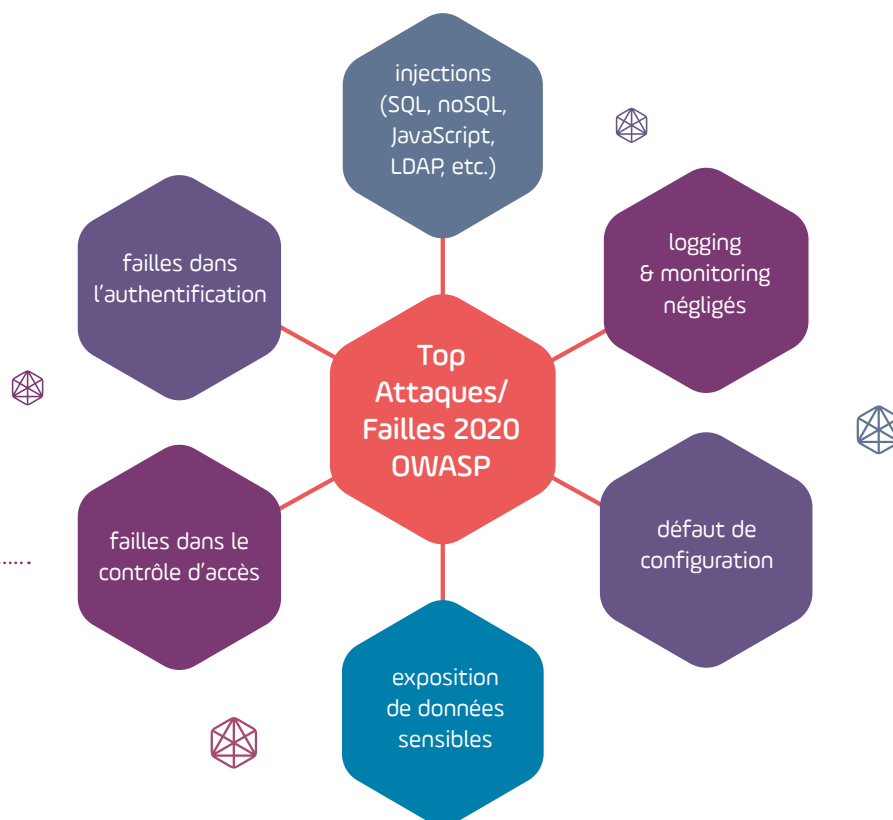 injections
(SQL, noSQL,
JavaScript,
LDAP, etc.)
failles dans
l'authentification
logging
& monitoring
négligés
Top
Attaques/
Failles 2020
OWASP
failles dans le
contrôle d'accès
défaut de
configuration
exposition
de données
sensibles